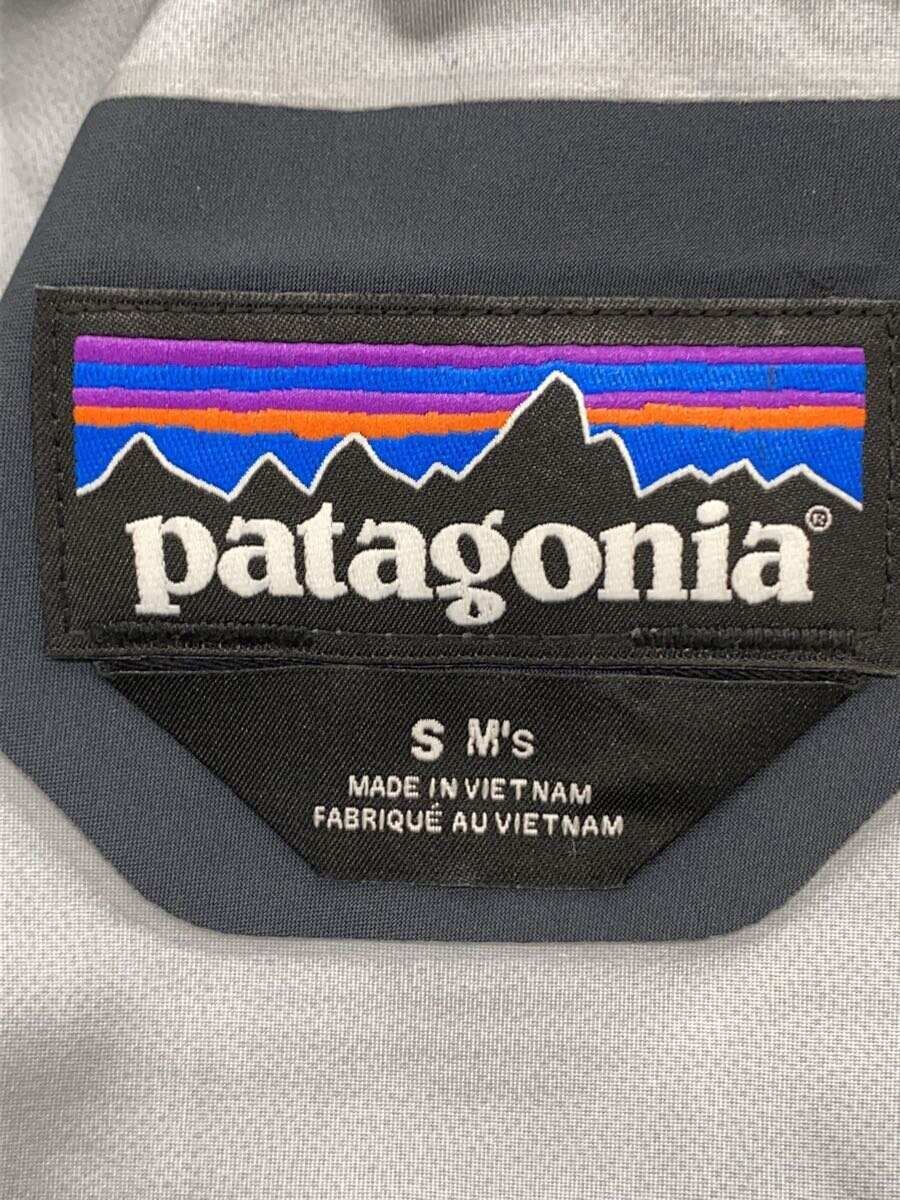 patagonia®
S M's
MADE IN VIETNAM
FABRIQUÉ AU VIETNAM